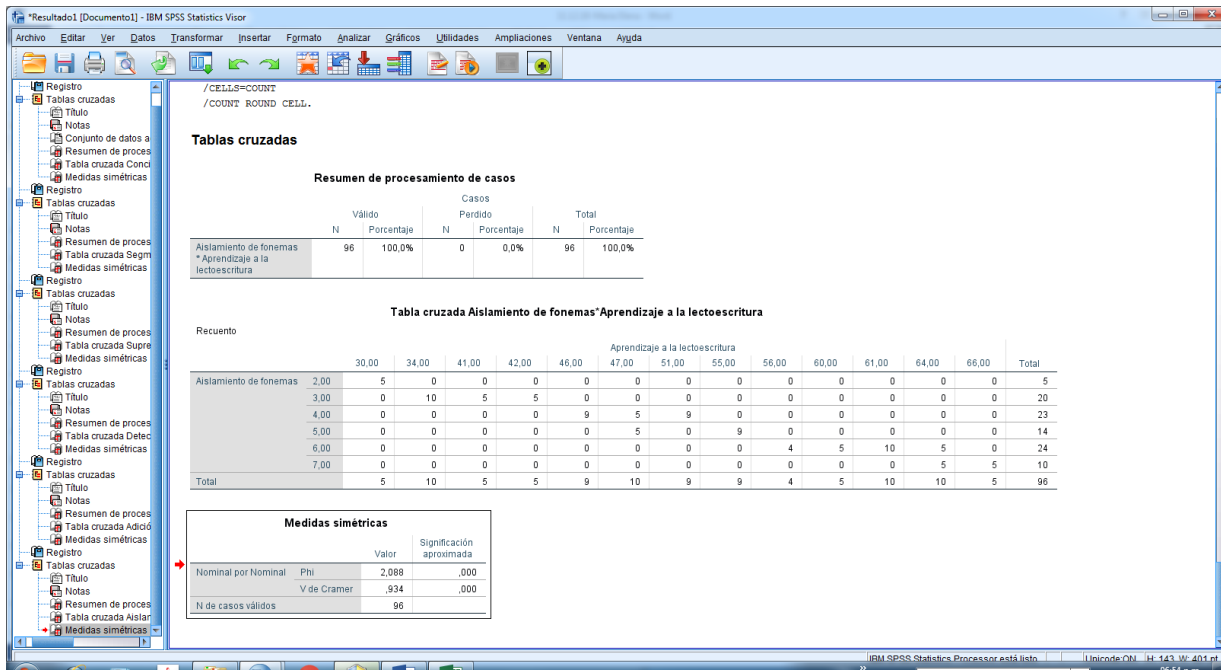 *Resultado1 [Documento1] - IBM SPSS Statistics Visor
Archivo Editar Ver Datos Transformar Insertar Formato Analizar Gráficos Utilidades Ampliaciones Ventana Ayuda
Registro
Tablas cruzadas
Título
Notas
Conjunto de datos a
Resumen de proces
Tabla cruzada Conci
Medidas simétricas
Registro
Tablas cruzadas
Título
Notas
Resumen de proces
Tabla cruzada Segm
Medidas simétricas
Registro
Tablas cruzadas
Título
Notas
Resumen de proces
Tabla cruzada Supre
Medidas simétricas
Registro
Tablas cruzadas
Título
Notas
Resumen de proces
Tabla cruzada Detec
Medidas simétricas
Registro
Tablas cruzadas
Título
Notas
Resumen de proces
Tabla cruzada Adició
Medidas simétricas
Registro
Tablas cruzadas
Título
Notas
Resumen de proces
Tabla cruzada Aislar
Medidas simétricas
/CELLS=COUNT
/COUNT ROUND CELL.
Tablas cruzadas
Resumen de procesamiento de casos
Casos
Válido Perdido Total
N Porcentaje N Porcentaje N Porcentaje
Aislamiento de fonemas 96 100,0% 0 0,0% 96 100,0%
* Aprendizaje a la
lectoescritura
Tabla cruzada Aislamiento de fonemas*Aprendizaje a la lectoescritura
Recuento
Aprendizaje a la lectoescritura
30,00 34,00 41,00 42,00 46,00 47,00 51,00 55,00 56,00 60,00 61,00 64,00 66,00 Total
Aislamiento de fonemas 2,00 5 0 0 0 0 0 0 0 0 0 0 0 0 5
3,00 0 10 5 5 0 0 0 0 0 0 0 0 0 20
4,00 0 0 0 0 9 5 9 0 0 0 0 0 0 23
5,00 0 0 0 0 0 5 0 9 0 0 0 0 0 14
6,00 0 0 0 0 0 0 0 0 4 5 10 5 0 24
7,00 0 0 0 0 0 0 0 0 0 0 0 5 5 10
Total 5 10 5 5 9 10 9 9 4 5 10 10 5 96
Medidas simétricas
Valor Significación aproximada
Nominal por Nominal Phi 2,088 ,000
V de Cramer ,934 ,000
N de casos válidos 96
IBM SPSS Statistics Processor está listo Unicode:ON H: 143, W: 401 pt